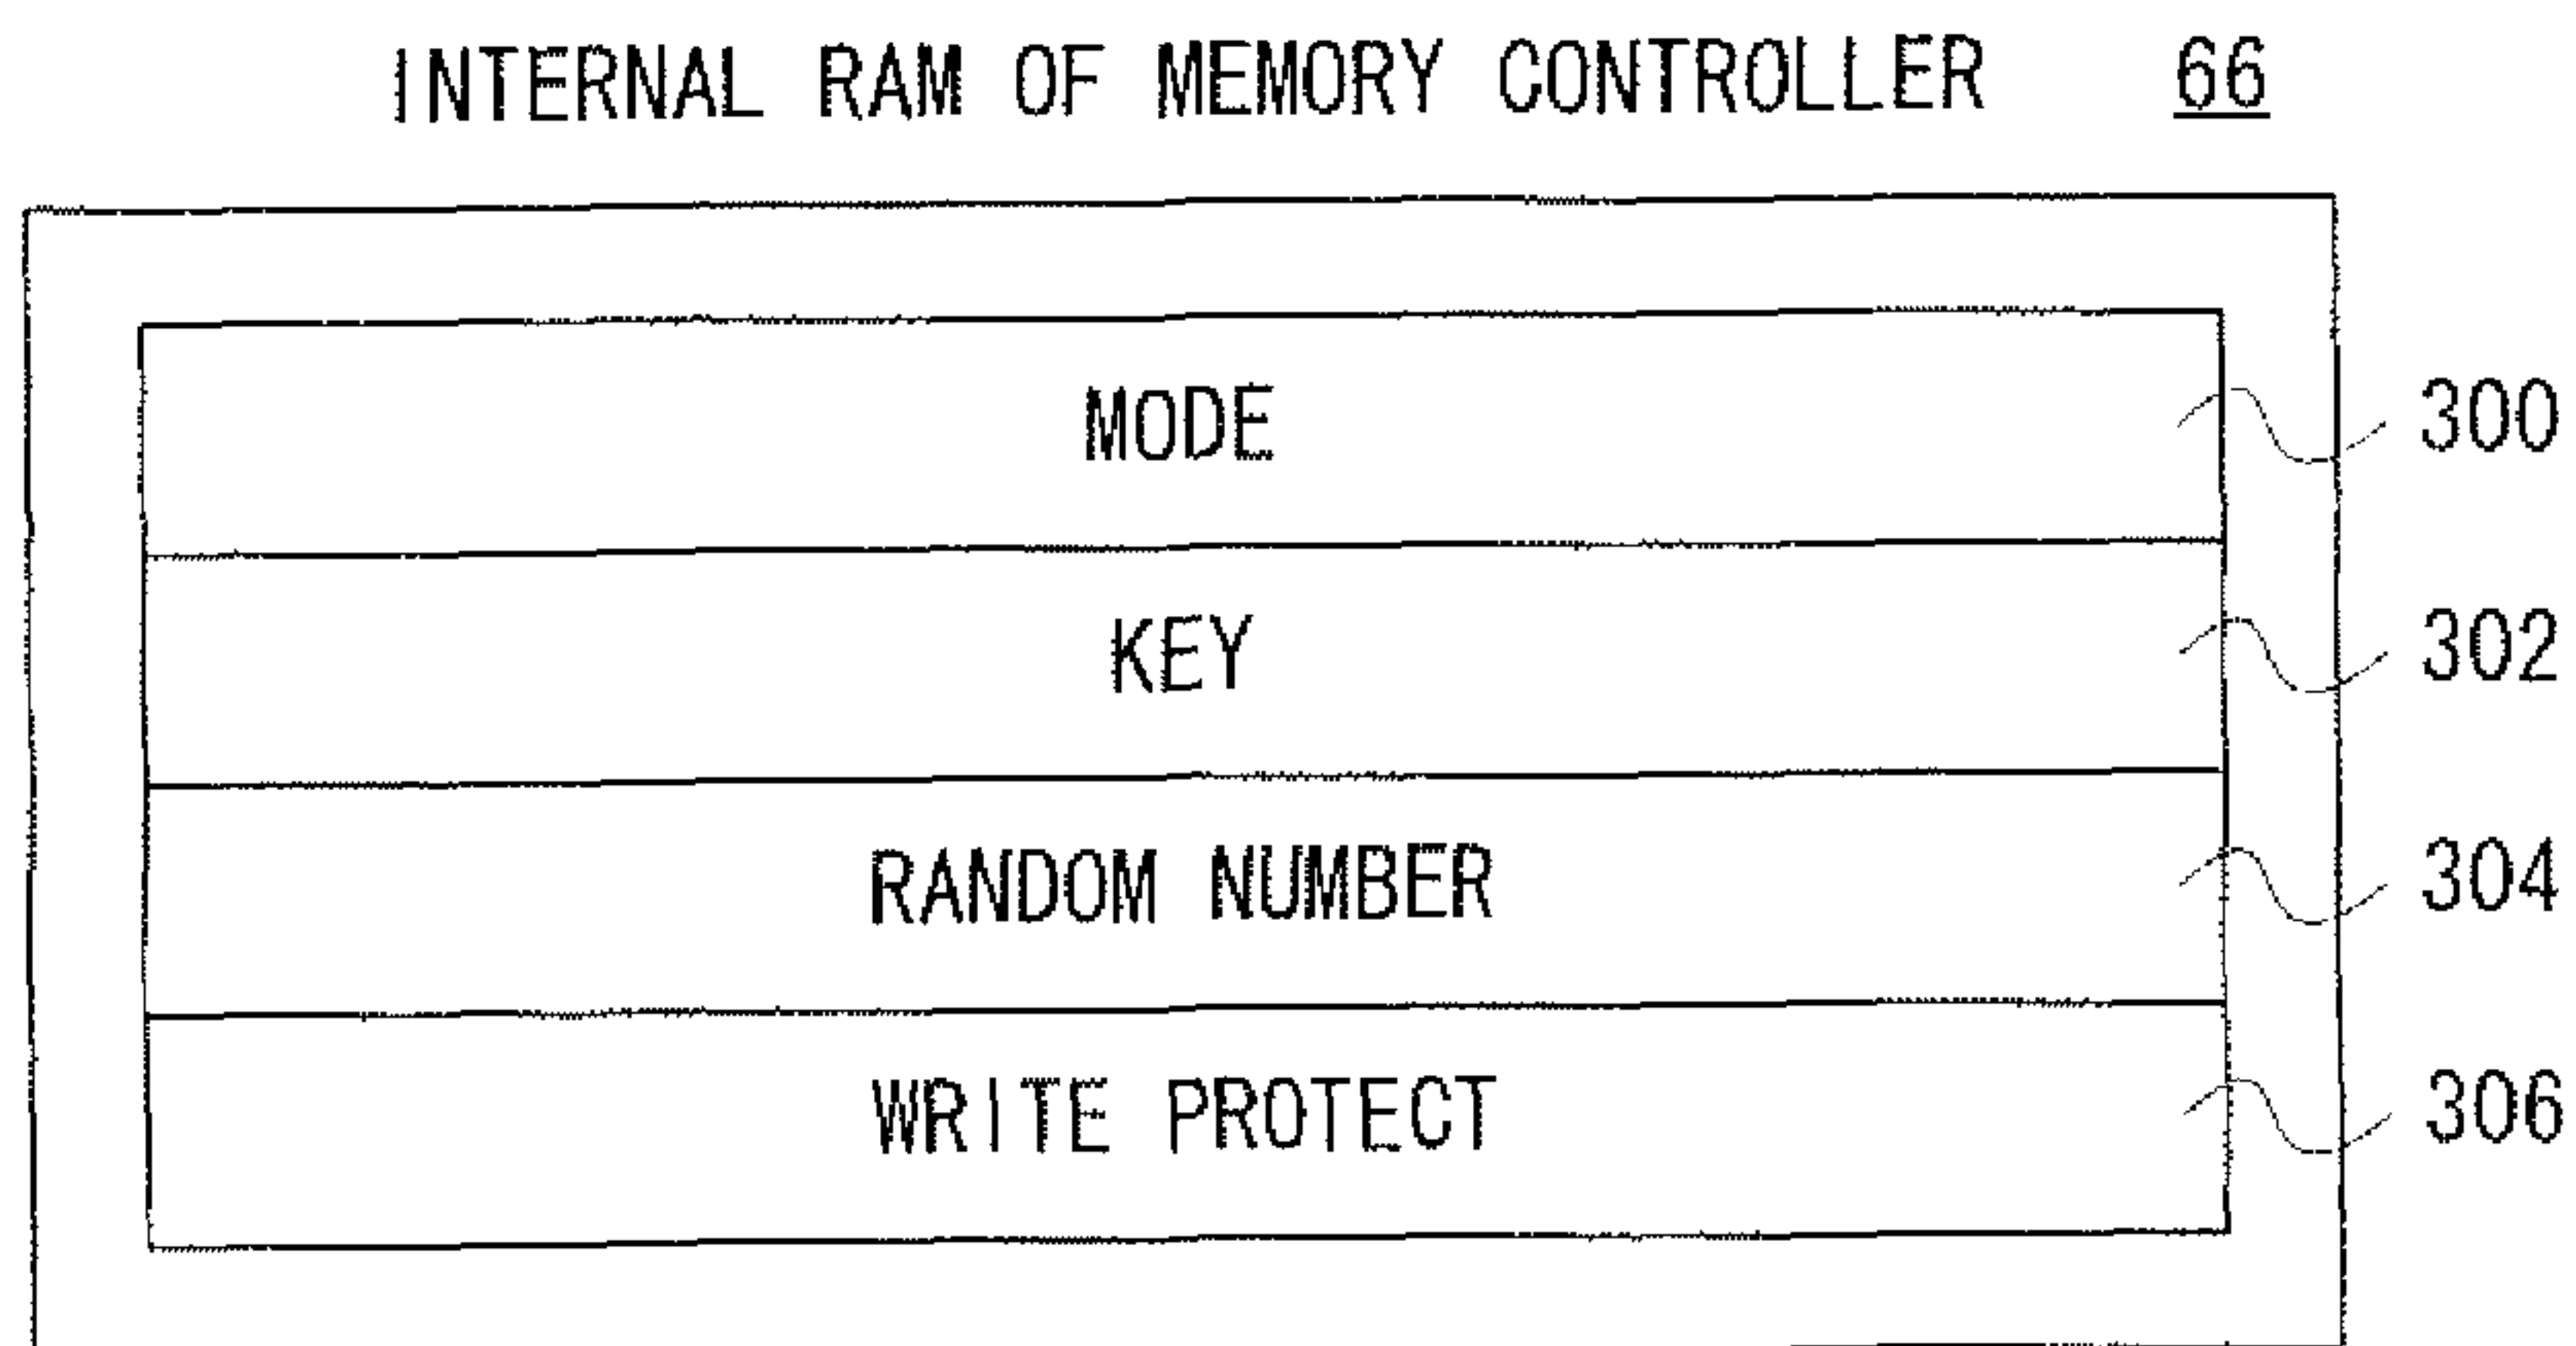 INTERNAL RAM OF MEMORY CONTROLLER 66
MODE 300
KEY 302
RANDOM NUMBER 304
WRITE PROTECT 306